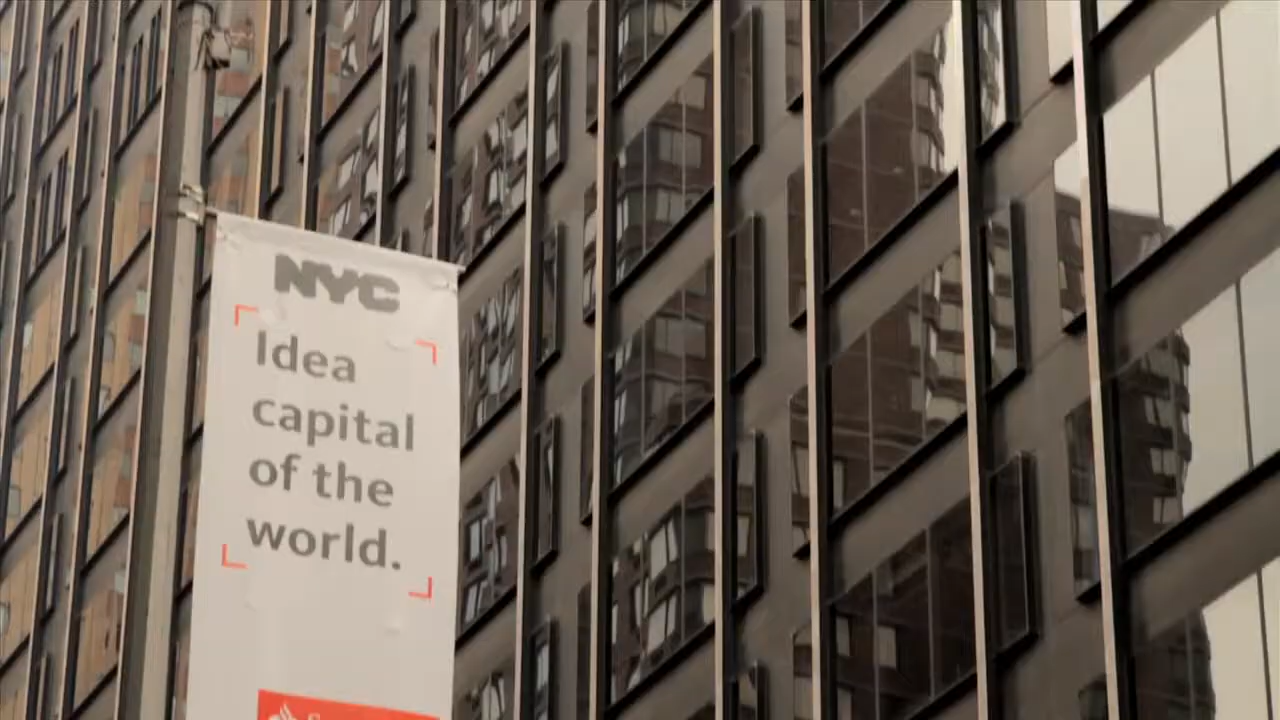 NYC
Idea
capital
of the
world.